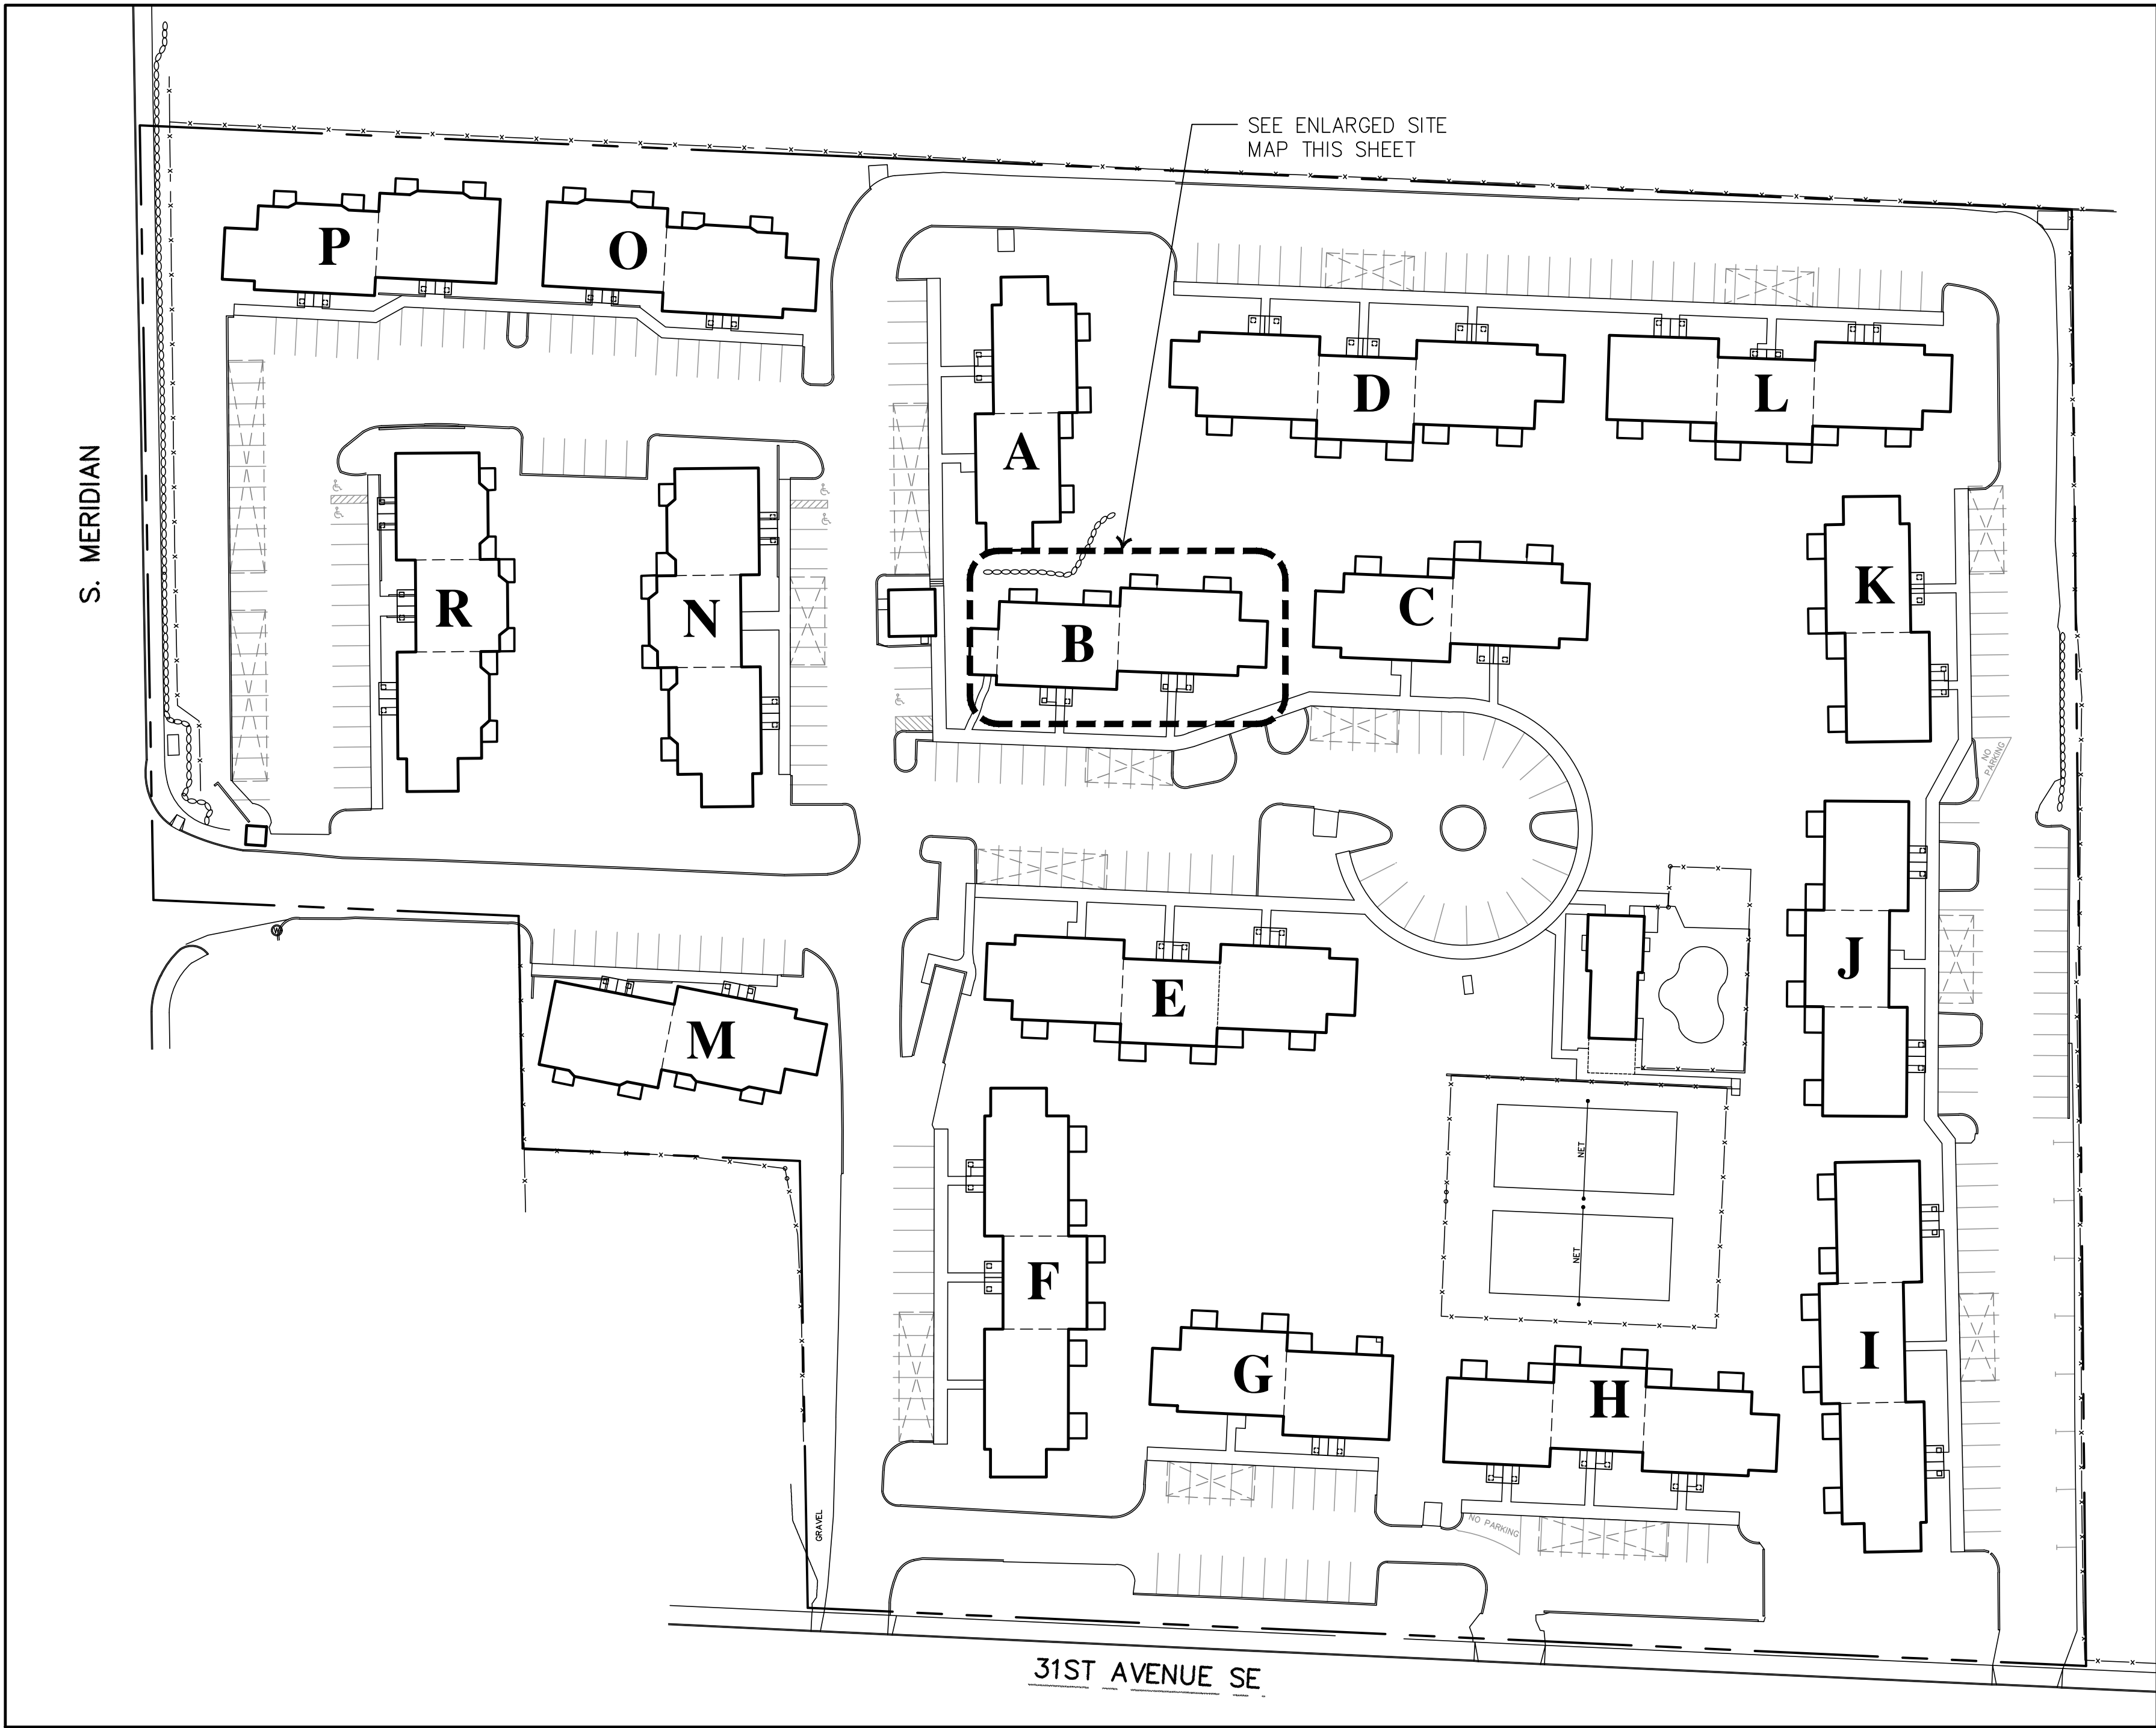 SEE ENLARGED SITE
MAP THIS SHEET
P
O
A
D
L
S. MERIDIAN
R
N
B
C
K
NO
PARKING
M
E
J
NET
NET
F
G
H
I
NO PARKING
GRAVEL
31ST AVENUE SE